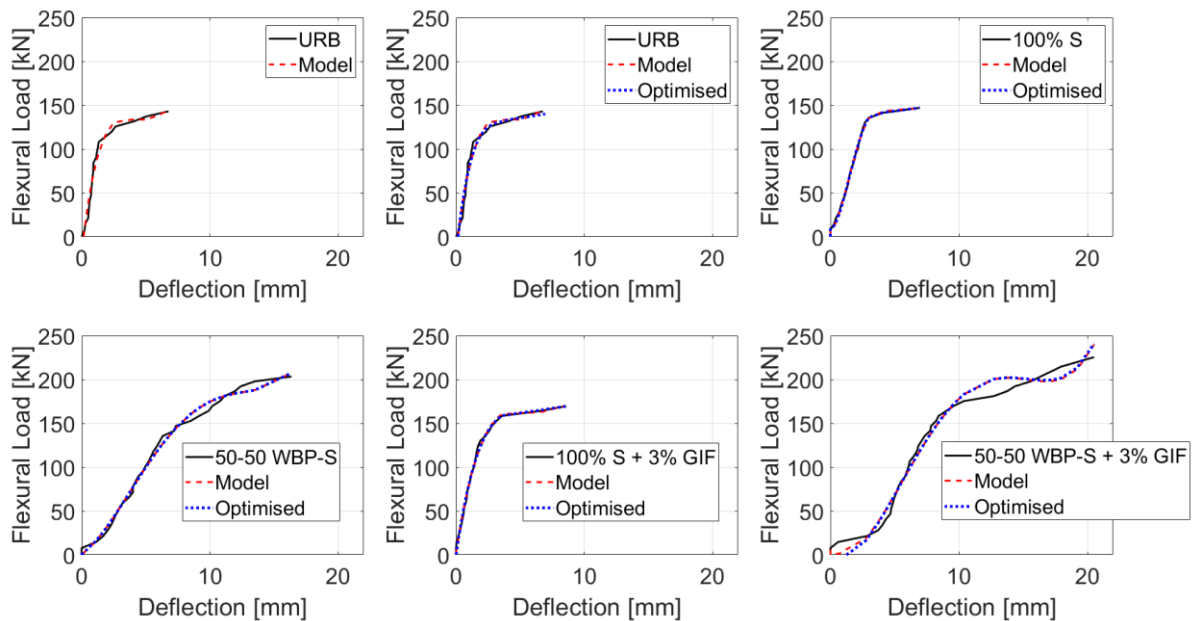 Flexural Load [kN]
250
200
150
100
50
0
0 10 20
Deflection [mm]
URB
Model
Flexural Load [kN]
250
200
150
100
50
0
0 10 20
Deflection [mm]
URB
Model
Optimised
Flexural Load [kN]
250
200
150
100
50
0
0 10 20
Deflection [mm]
100% S
Model
Optimised
Flexural Load [kN]
250
200
150
100
50
0
0 10 20
Deflection [mm]
50-50 WBP-S
Model
Optimised
Flexural Load [kN]
250
200
150
100
50
0
0 10 20
Deflection [mm]
100% S + 3% GIF
Model
Optimised
Flexural Load [kN]
250
200
150
100
50
0
0 10 20
Deflection [mm]
50-50 WBP-S + 3% GIF
Model
Optimised